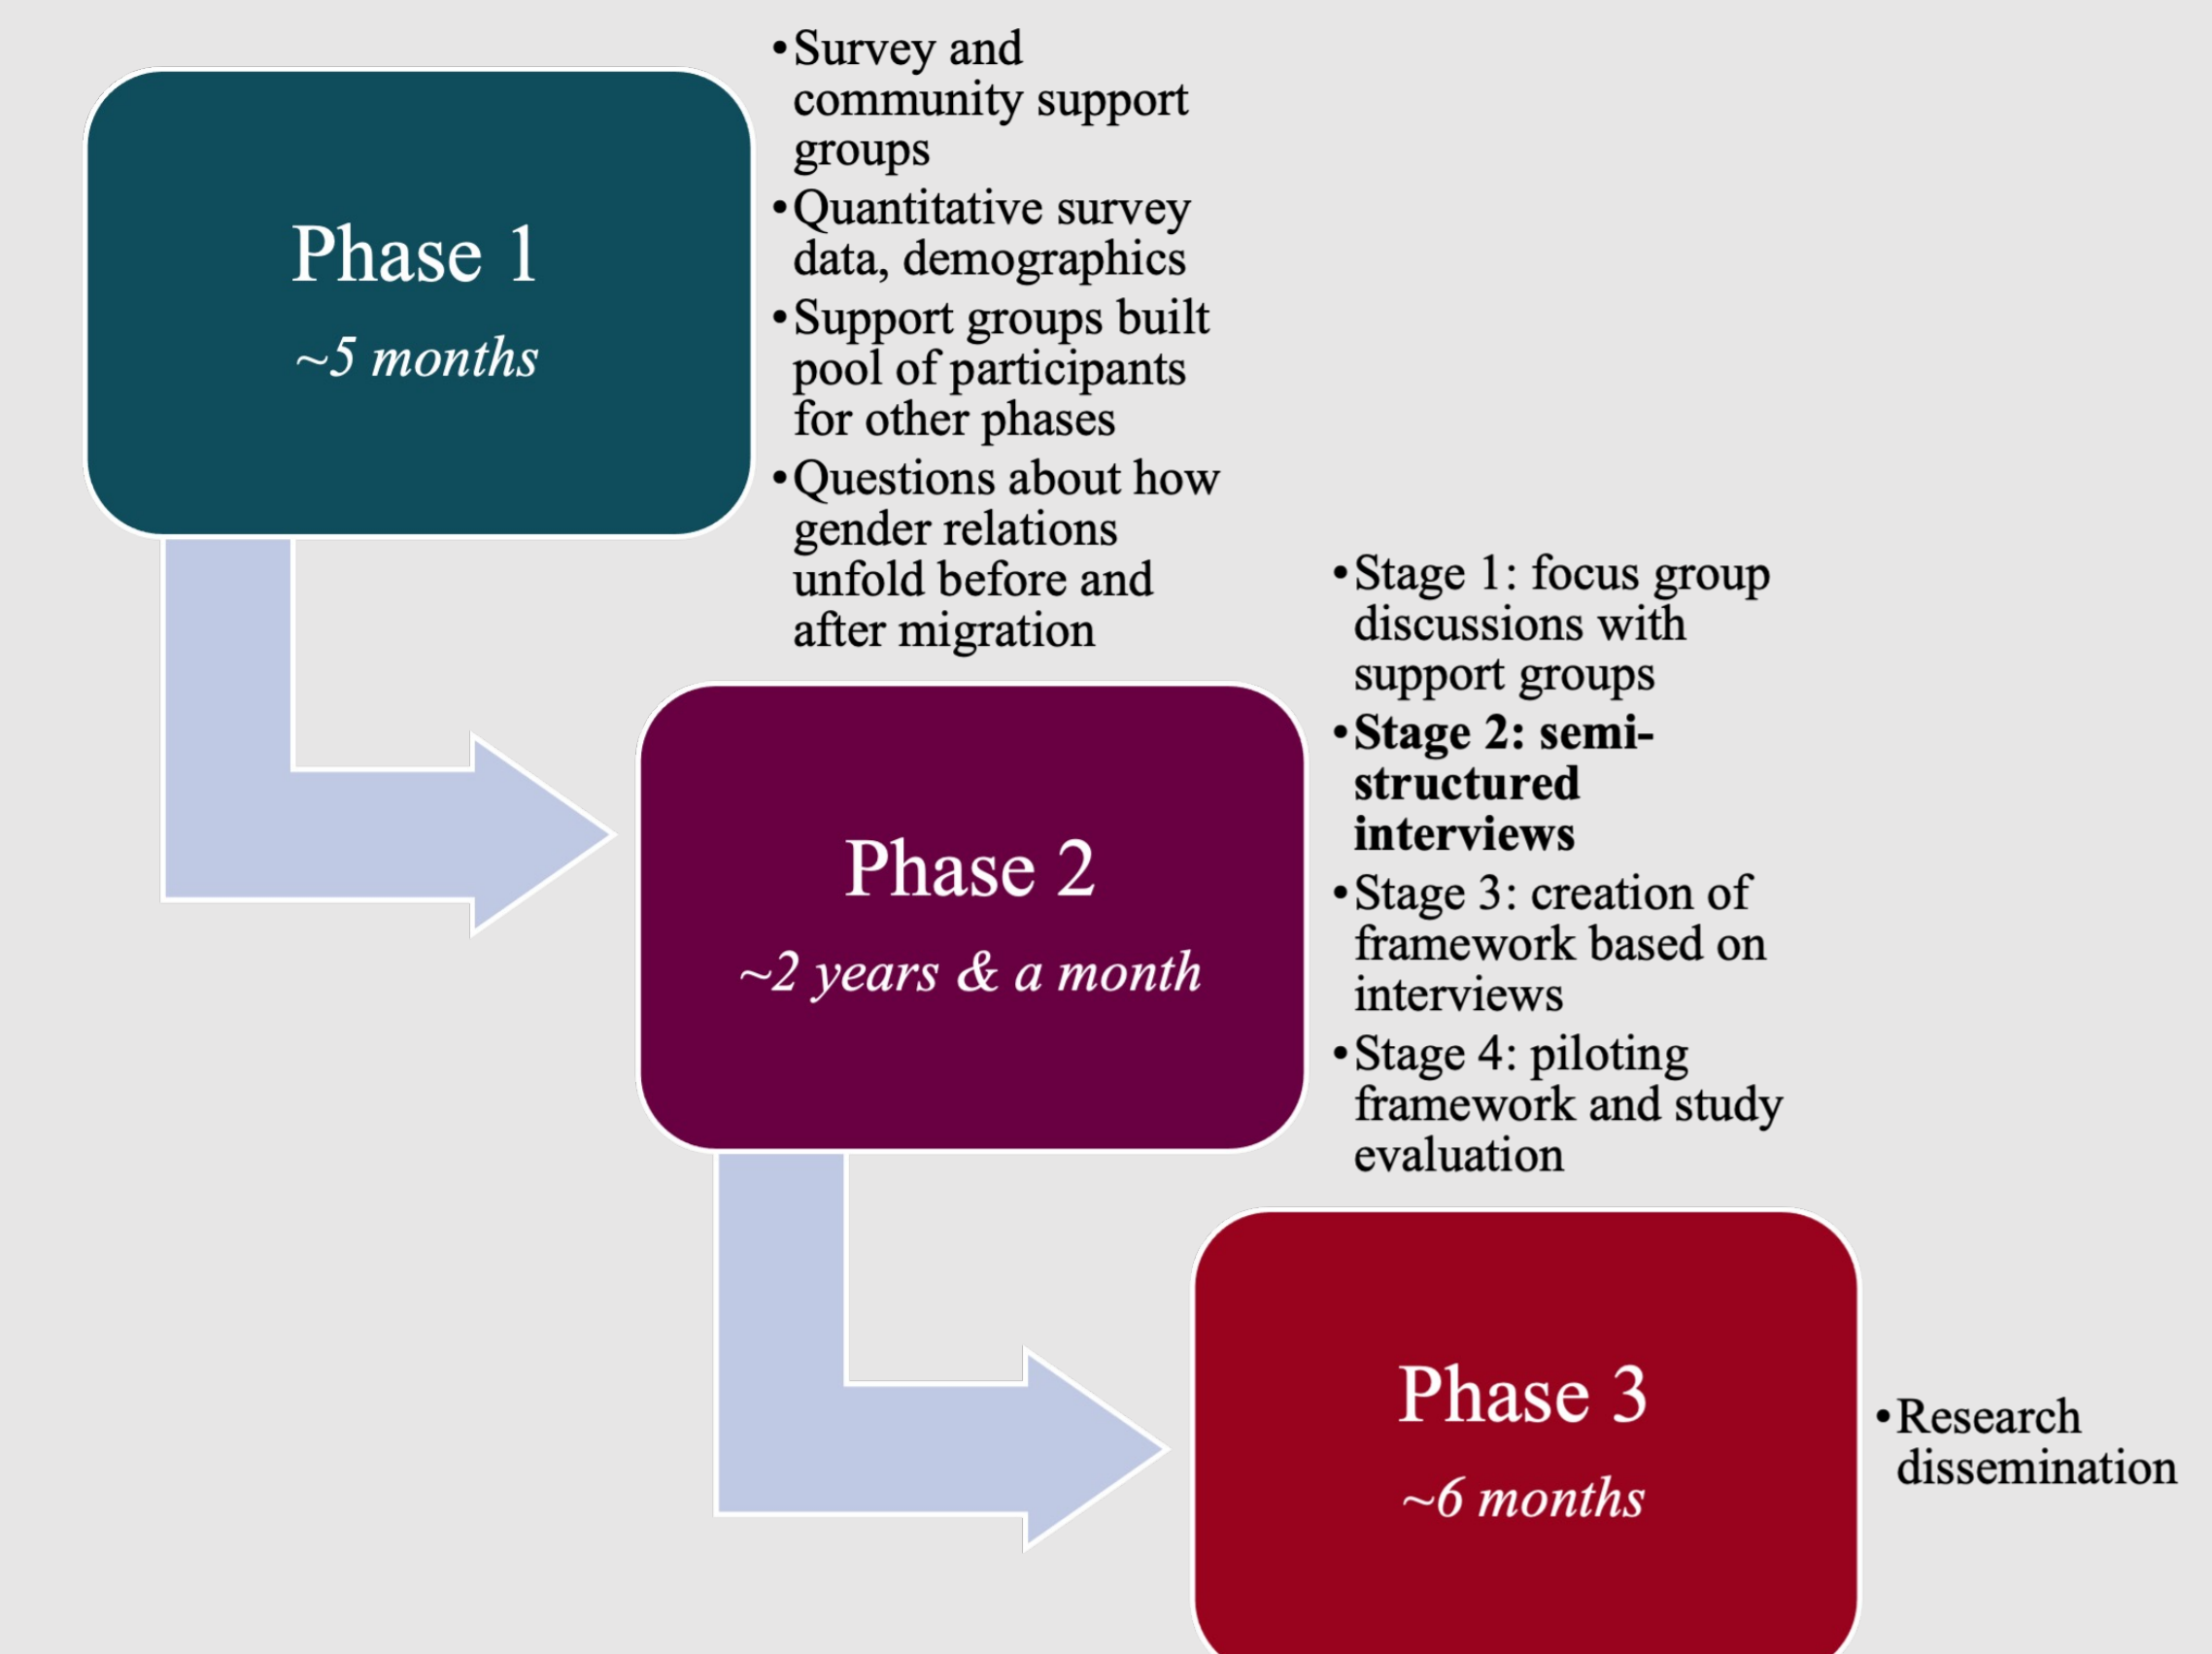 Phase 1
~5 months
•Survey and
community support
groups
•Quantitative survey
data, demographics
•Support groups built
pool of participants
for other phases
•Questions about how
gender relations
unfold before and
after migration
Phase 2
~2 years & a month
•Stage 1: focus group
discussions with
support groups
•Stage 2: semi-
structured
interviews
•Stage 3: creation of
framework based on
interviews
•Stage 4: piloting
framework and study
evaluation
Phase 3
~6 months
•Research
dissemination